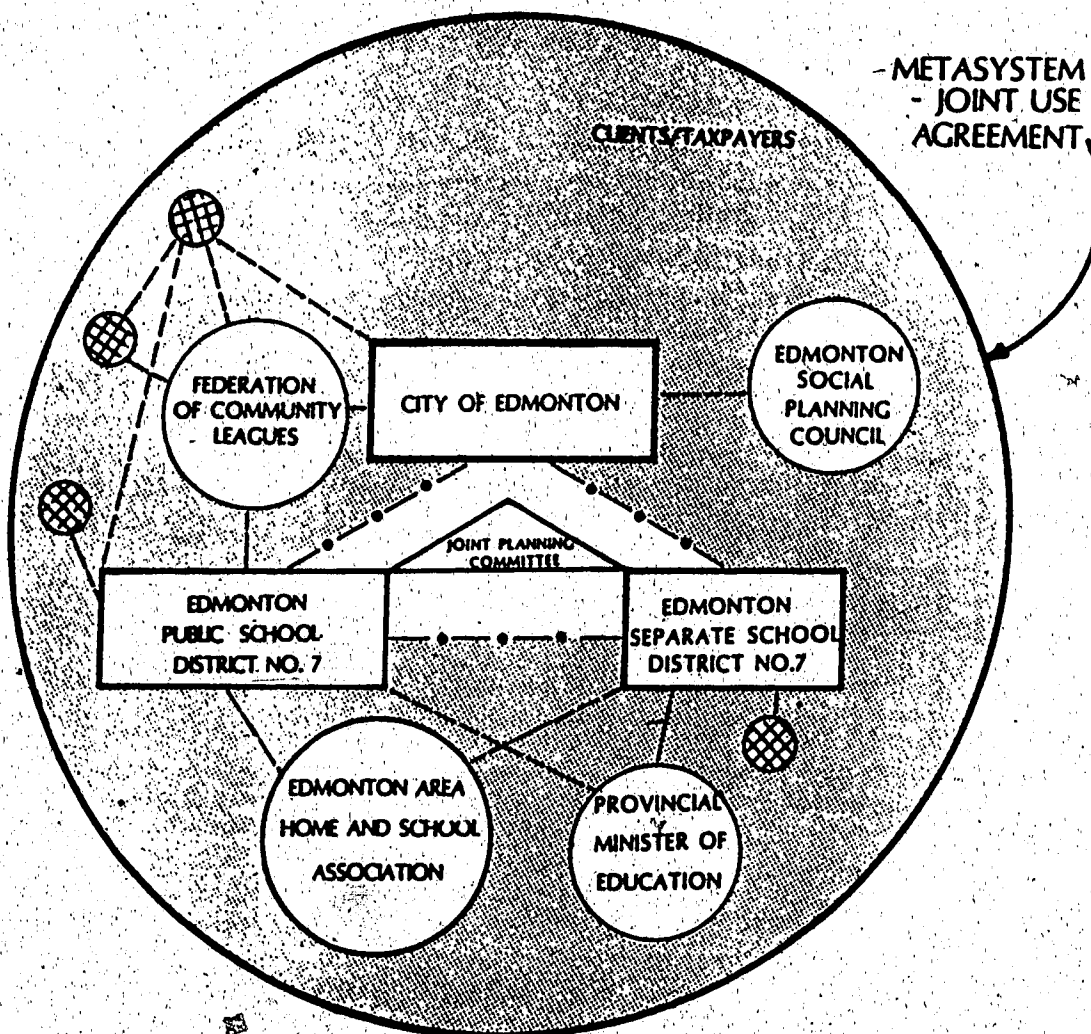 - METASYSTEM
- JOINT USE
AGREEMENT
CLIENTS/TAXPAYERS
FEDERATION
OF COMMUNITY
LEAGUES
CITY OF EDMONTON
EDMONTON
SOCIAL
PLANNING
COUNCIL
JOINT PLANNING
COMMITTEE
EDMONTON
PUBLIC SCHOOL
DISTRICT NO. 7
EDMONTON
SEPARATE SCHOOL
DISTRICT NO.7
EDMONTON AREA
HOME AND SCHOOL
ASSOCIATION
PROVINCIAL
MINISTER OF
EDUCATION